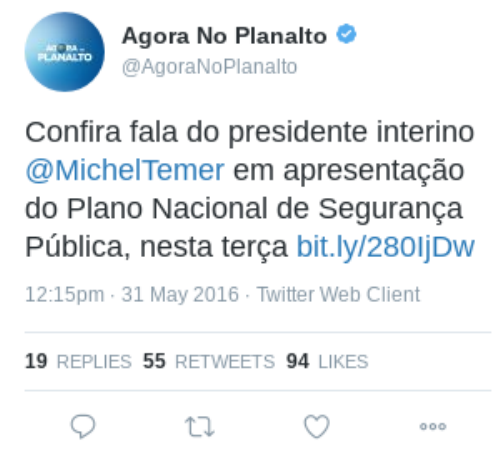 AGORA NO
PLANALTO
Agora No Planalto
@AgoraNoPlanalto
Confira fala do presidente interino
@MichelTemer em apresentação
do Plano Nacional de Segurança
Pública, nesta terça bit.ly/280IjDw
12:15pm · 31 May 2016 · Twitter Web Client
19 REPLIES 55 RETWEETS 94 LIKES